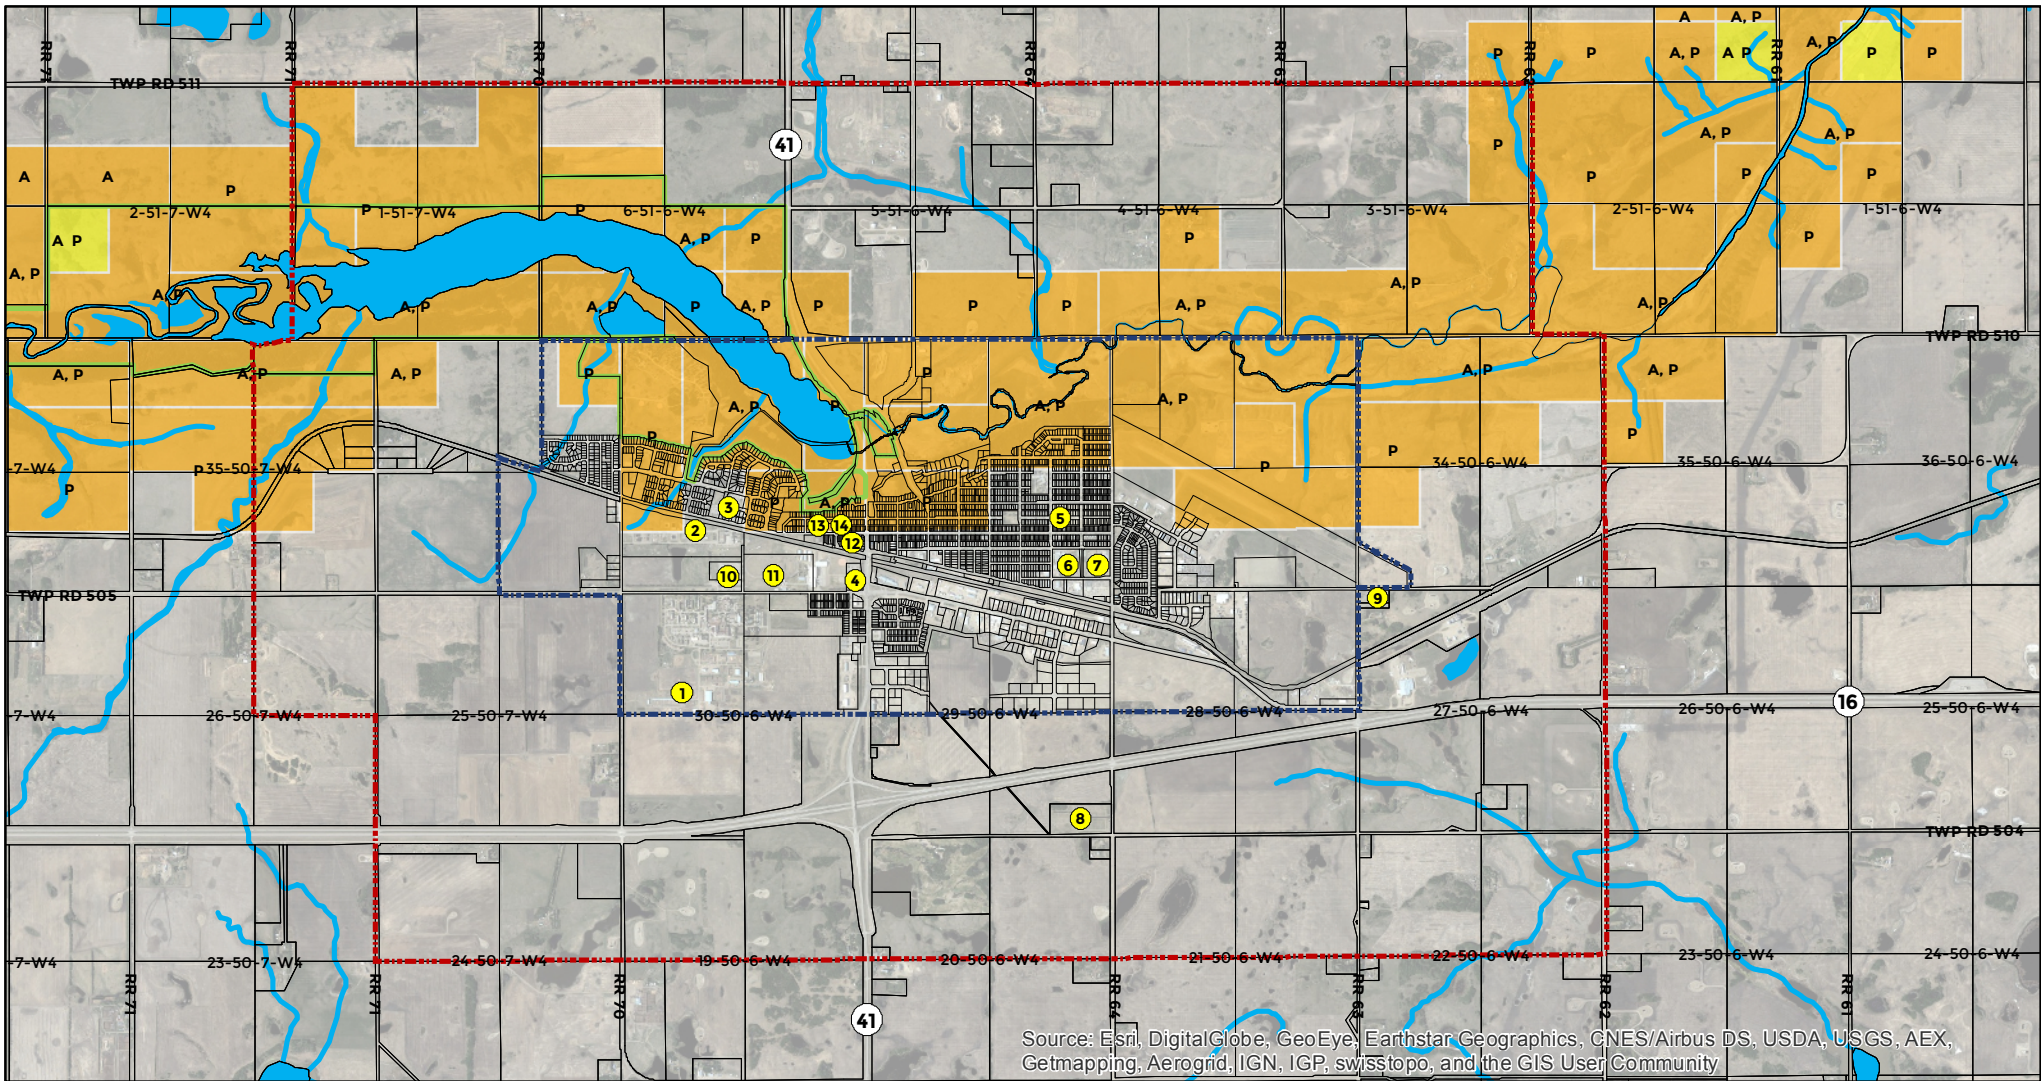 A
A, P
RR 71
RR 71
RR 70
RR 64
RR 63
RR 62
RR 61
P
P
A, P
A P
A, P
P
P
TWP RD 511
41
P
A, P
A, P
A
A
P
P
P
P
2-51-7-W4
P
1-51-7-W4
P
6-51-6-W4
5-51-6-W4
4-51-6-W4
3-51-6-W4
2-51-6-W4
1-51-6-W4
A P
A, P
P
P
P
A, P
A, P
A, P
A, P
A, P
P
A, P
P
P
P
A, P
A, P
TWP RD 510
A, P
A, P
A, P
P
P
A, P
A, P
A, P
P
A, P
A, P
P
P
P
-7-W4
P
35-50-7-W4
P
34-50-6-W4
35-50-6-W4
36-50-6-W4
P
P
A, P
P
3
2
13
14
12
5
10
11
4
6
7
TWP RD 505
9
1
16
-7-W4
26-50-7-W4
25-50-7-W4
30-50-6-W4
29-50-6-W4
28-50-6-W4
27-50-6-W4
26-50-6-W4
25-50-6-W4
8
TWP RD 504
-7-W4
23-50-7-W4
24-50-7-W4
19-50-6-W4
20-50-6-W4
21-50-6-W4
22-50-6-W4
23-50-6-W4
24-50-6-W4
RR 71
RR 71
RR 70
RR 64
RR 63
RR 62
RR 61
41
Source: Esri, DigitalGlobe, GeoEye, Earthstar Geographics, CNES/Airbus DS, USDA, USGS, AEX,
Getmapping, Aerogrid, IGN, IGP, swisstopo, and the GIS User Community